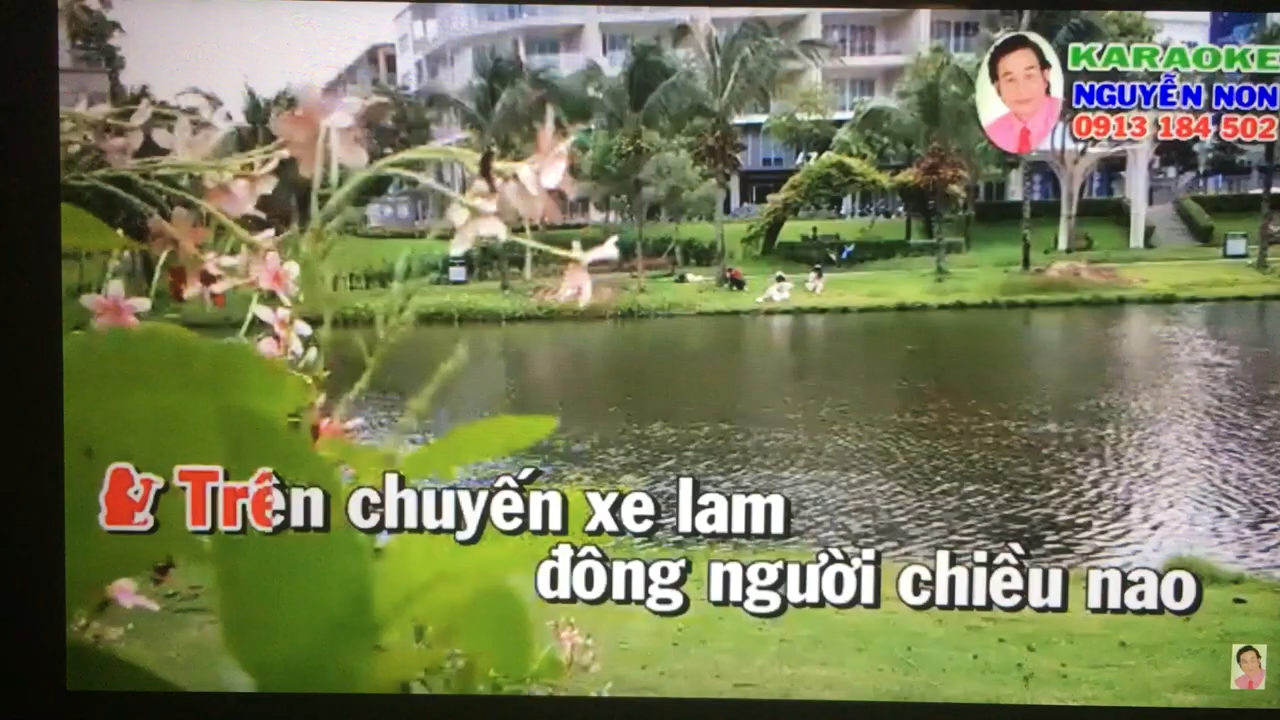 KARAOKE
NGUYỄN NON
0913 184 502
Trên chuyến xe lam
đông người chiều nao